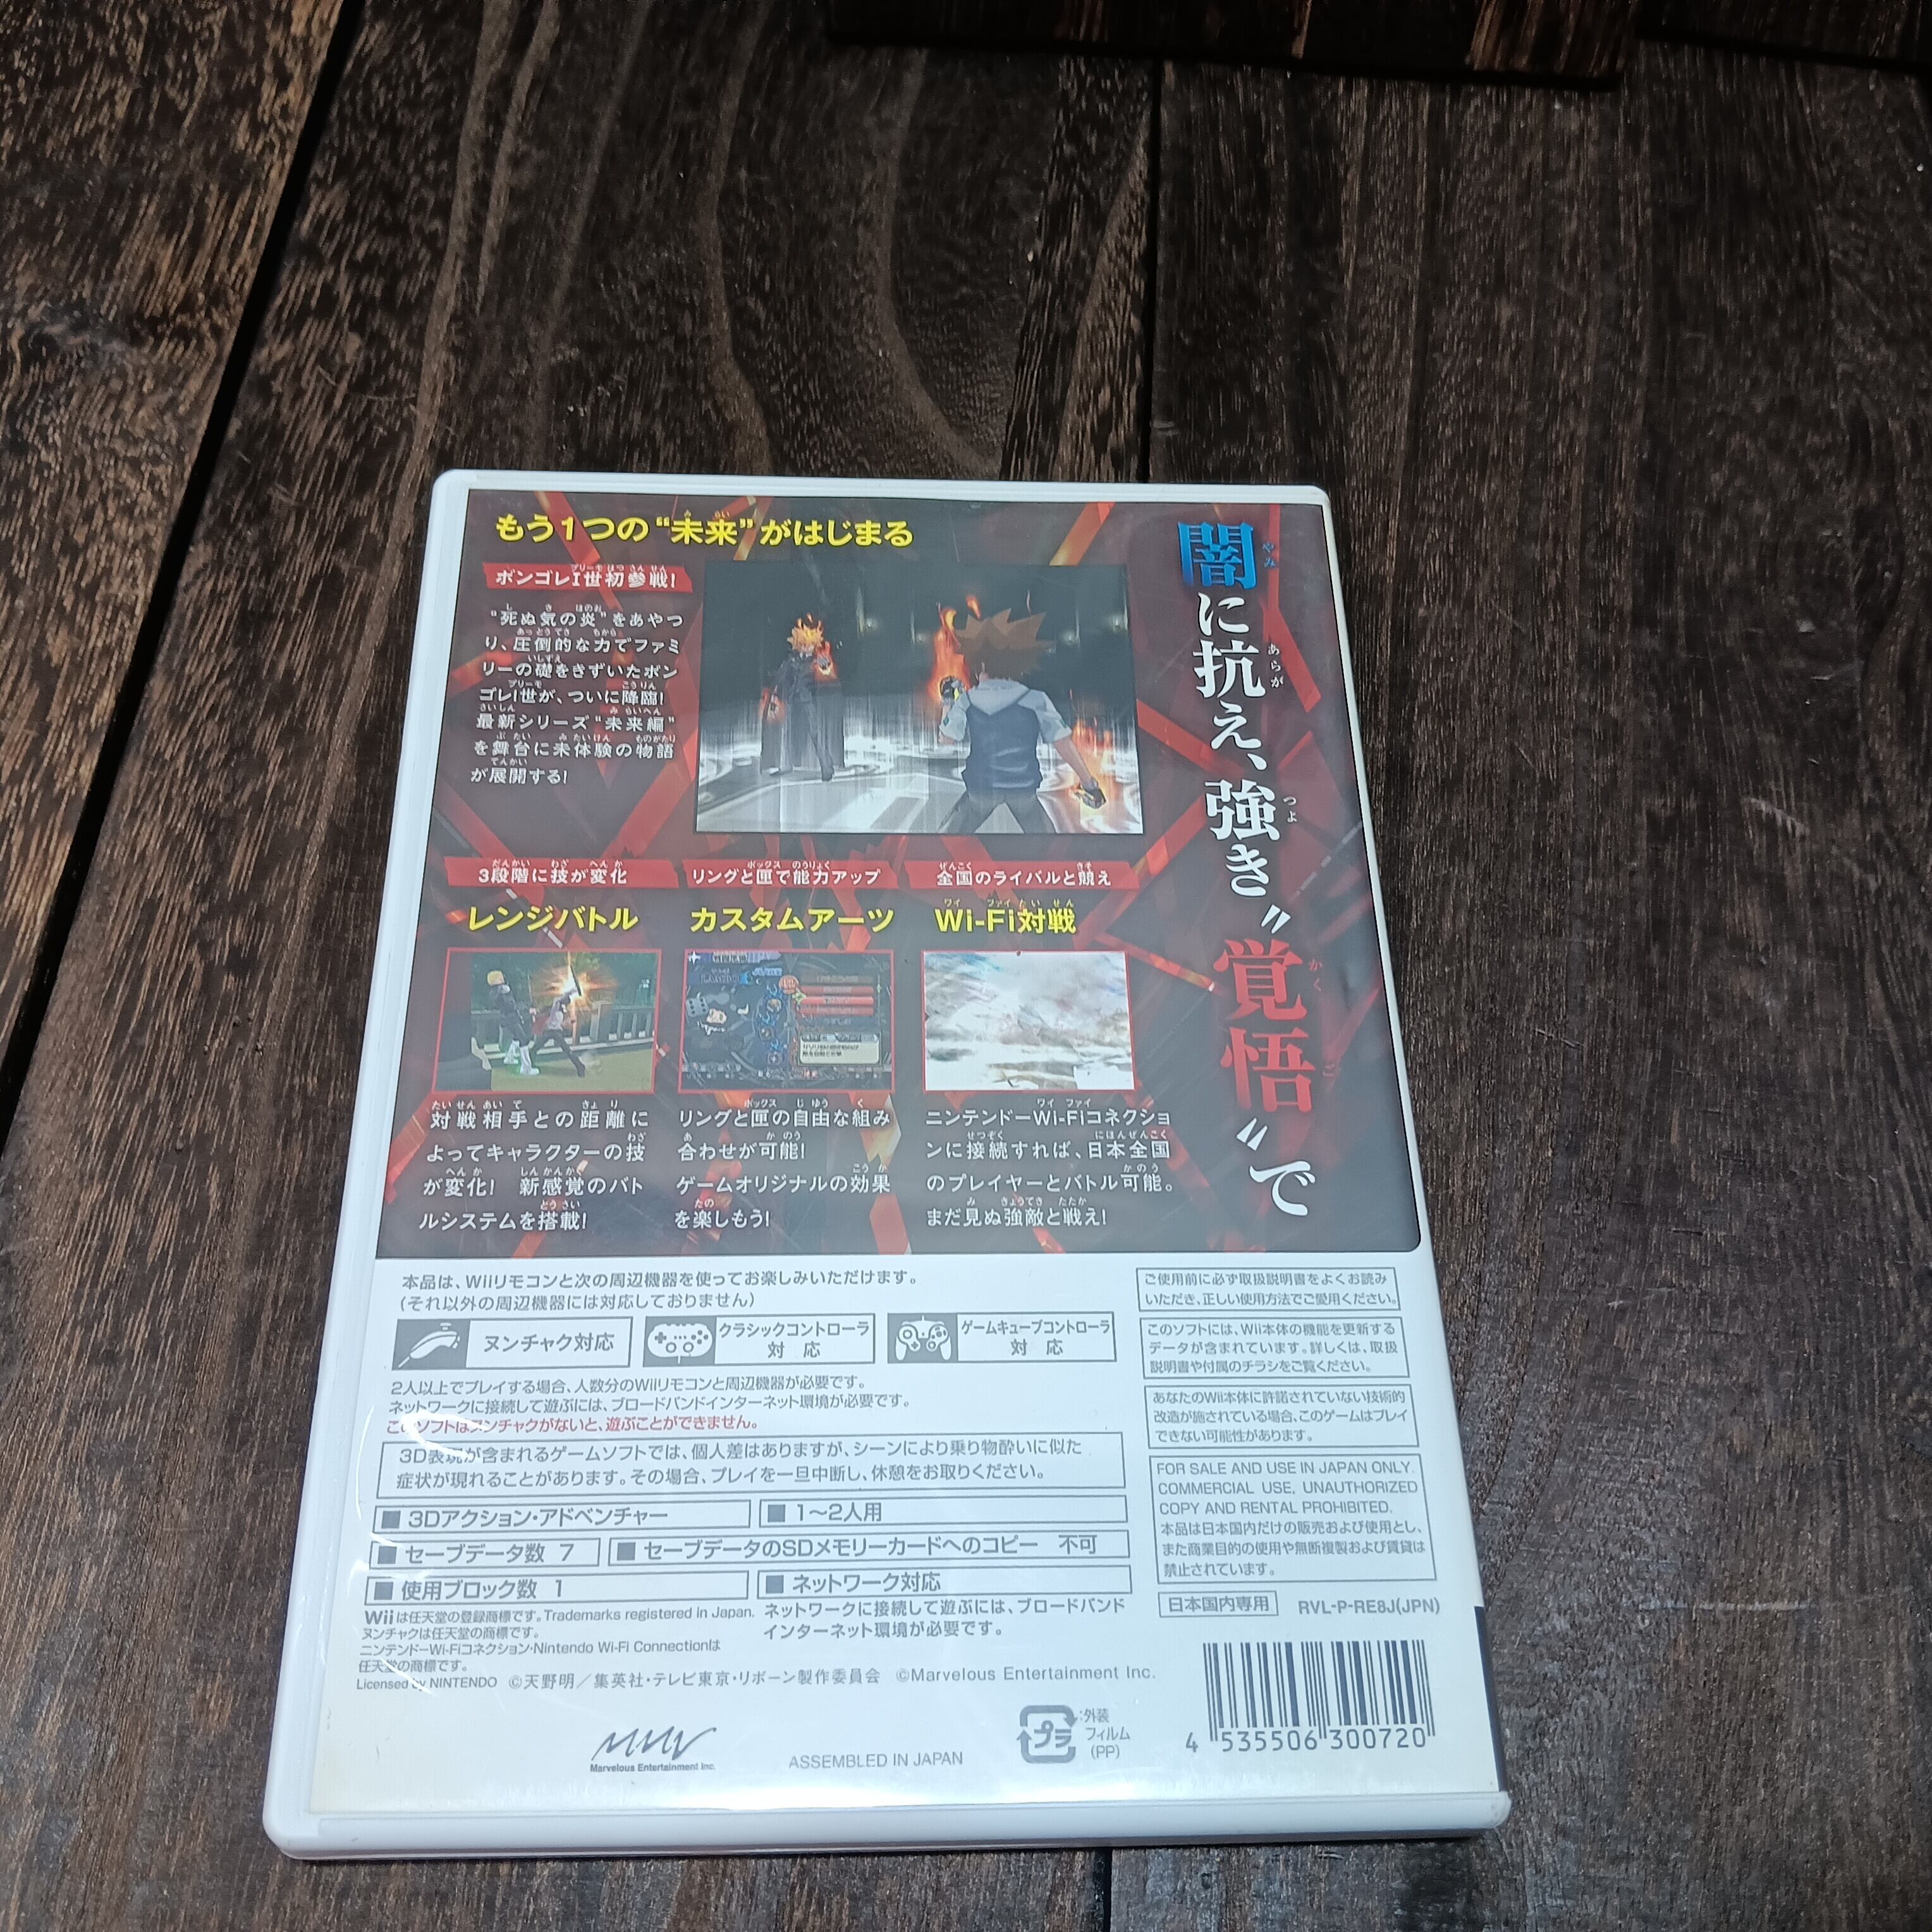 もう1つの“未来”がはじまる
ボンゴレI世初参戦!
“死ぬ気の炎”をあやつ
り、圧倒的な力でファミ
リーの礎をきずいたボン
ゴレI世が、ついに降臨!
最新シリーズ“未来編”
を舞台に未体験の物語
が展開する!
闇に抗え、強き〝覚悟〟で
3段階に技が変化
レンジバトル
対戦相手との距離に
よってキャラクターの技
が変化! 新感覚のバト
ルシステムを搭載!
リングと匣で能力アップ
カスタムアーツ
リングと匣の自由な組み
合わせが可能!
ゲームオリジナルの効果
を楽しもう!
全国のライバルと競え
Wi-Fi対戦
ニンテンドーWi-Fiコネクショ
ンに接続すれば、日本全国
のプレイヤーとバトル可能。
まだ見ぬ強敵と戦え!
本品は、Wiiリモコンと次の周辺機器を使ってお楽しみいただけます。
(それ以外の周辺機器には対応しておりません)
ヌンチャク対応
クラシックコントローラ
対 応
ゲームキューブコントローラ
対 応
2人以上でプレイする場合、人数分のWiiリモコンと周辺機器が必要です。
ネットワークに接続して遊ぶには、ブロードバンドインターネット環境が必要です。
このソフトはヌンチャクがないと、遊ぶことができません。
3D表現が含まれるゲームソフトでは、個人差はありますが、シーンにより乗り物酔いに似た
症状が現れることがあります。その場合、プレイを一旦中断し、休憩をお取りください。
■ 3Dアクション・アドベンチャー
■ 1〜2人用
■ セーブデータ数 7
■ セーブデータのSDメモリーカードへのコピー 不可
■ 使用ブロック数 1
■ ネットワーク対応
ネットワークに接続して遊ぶには、ブロードバンド
インターネット環境が必要です。
Wiiは任天堂の登録商標です。Trademarks registered in Japan.
ヌンチャクは任天堂の商標です。
ニンテンドーWi-Fiコネクション・Nintendo Wi-Fi Connectionは
任天堂の商標です。
Licensed by NINTENDO ©天野明/集英社・テレビ東京・リボーン製作委員会 ©Marvelous Entertainment Inc.
ご使用前に必ず取扱説明書をよくお読み
いただき、正しい使用方法でご愛用ください。
このソフトには、Wii本体の機能を更新する
データが含まれています。詳しくは、取扱
説明書や付属のチラシをご覧ください。
あなたのWii本体に許諾されていない技術的
改造が施されている場合、このゲームはプレイ
できない可能性があります。
FOR SALE AND USE IN JAPAN ONLY.
COMMERCIAL USE, UNAUTHORIZED
COPY AND RENTAL PROHIBITED.
本品は日本国内だけの販売および使用とし、
また商業目的の使用や無断複製および賃貸は
禁止されています。
日本国内専用 RVL-P-RE8J(JPN)
MMV
Marvelous Entertainment Inc.
ASSEMBLED IN JAPAN
プラ
:外装
フィルム
(PP)
4 535506 300720